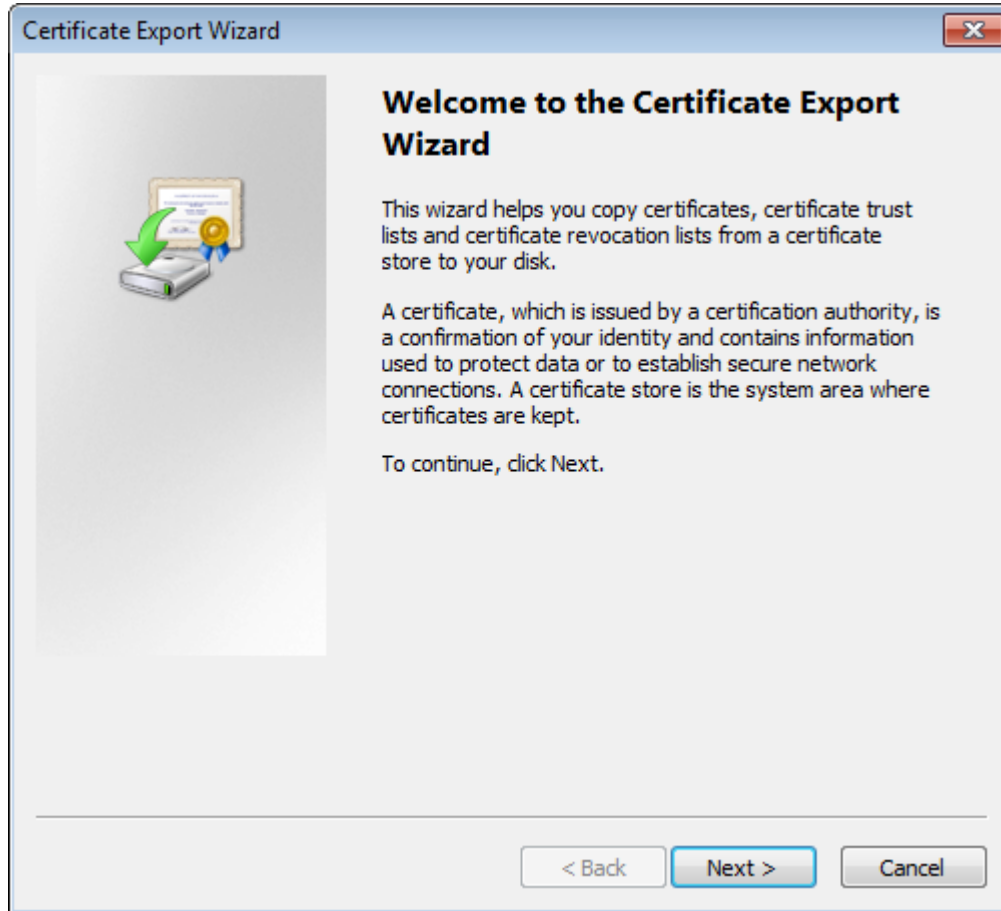 Certificate Export Wizard
Welcome to the Certificate Export
Wizard
This wizard helps you copy certificates, certificate trust
lists and certificate revocation lists from a certificate
store to your disk.
A certificate, which is issued by a certification authority, is
a confirmation of your identity and contains information
used to protect data or to establish secure network
connections. A certificate store is the system area where
certificates are kept.
To continue, click Next.
< Back
Next >
Cancel